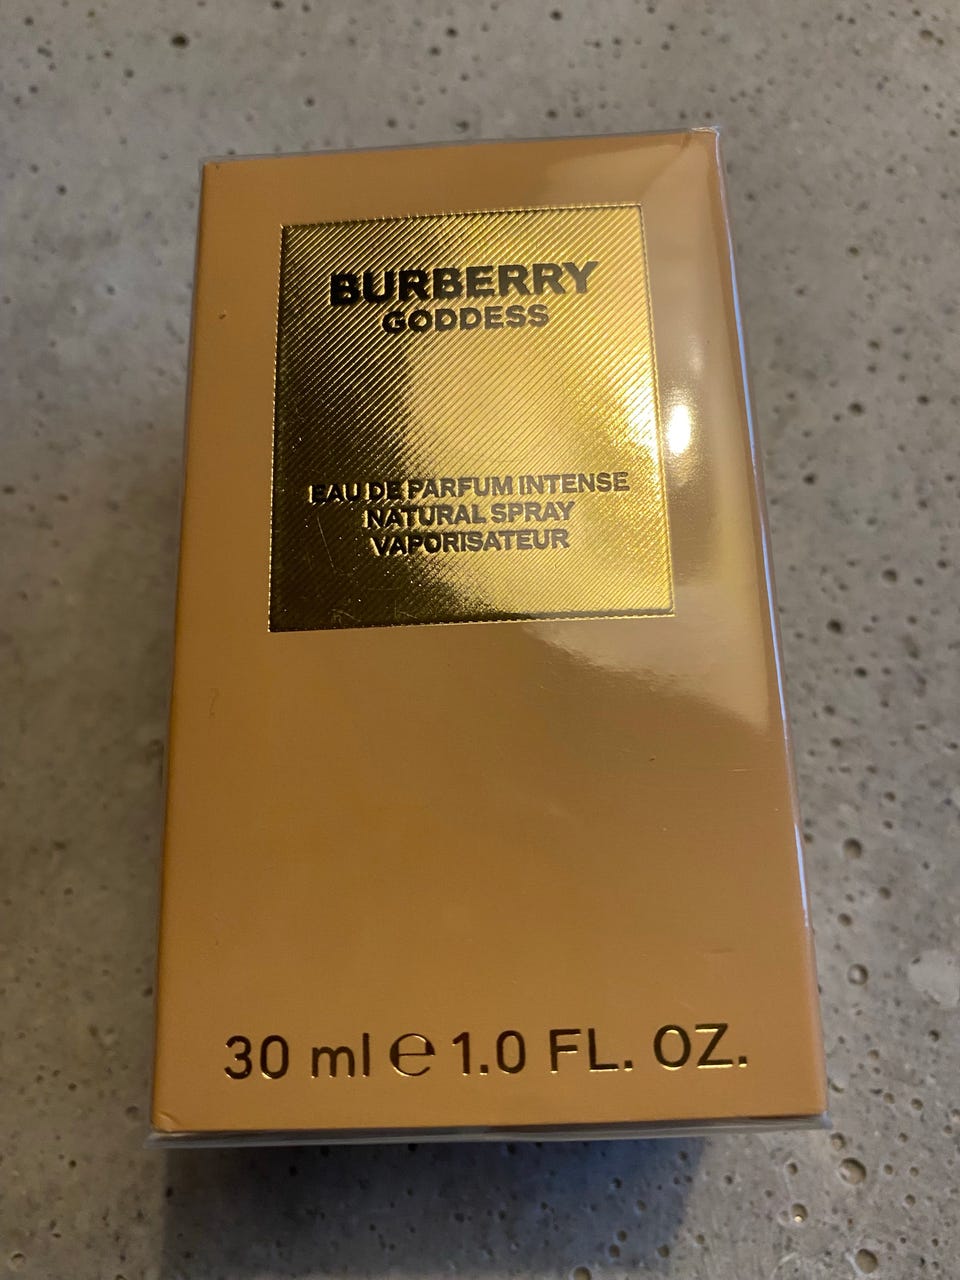 BURBERRY
GODDESS
EAU DE PARFUM INTENSE
NATURAL SPRAY
VAPORISATEUR
30 ml ℮ 1.0 FL. OZ.